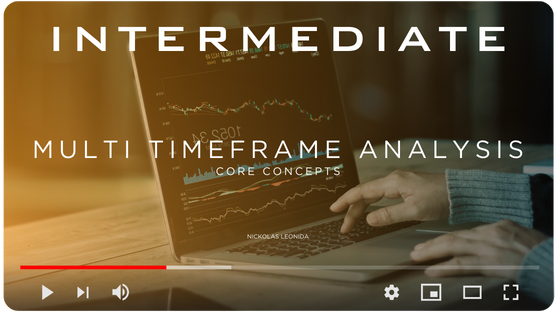 INTERMEDIATE
MULTI TIMEFRAME ANALYSIS
CORE CONCEPTS
NICKOLAS LEONIDA